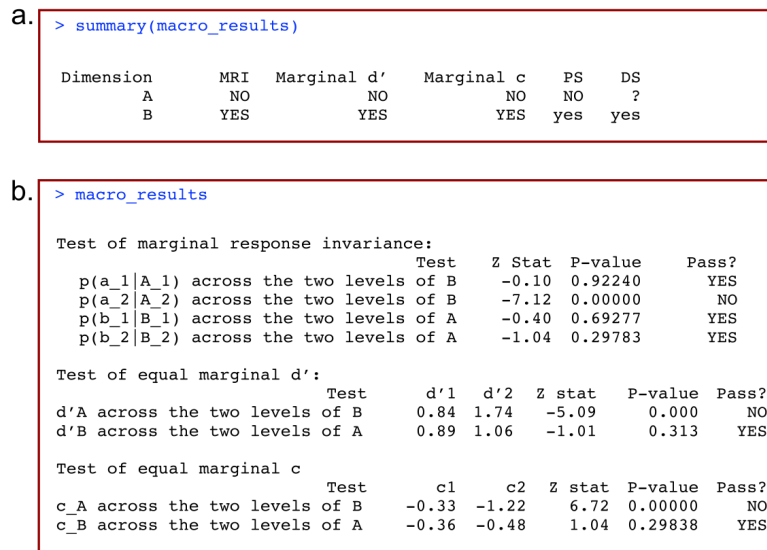 a.
> summary(macro_results)
Dimension MRI Marginal d′ Marginal c PS DS
A NO NO NO NO ?
B YES YES YES yes yes
b.
> macro_results
Test of marginal response invariance:
Test Z Stat P-value Pass?
p(a_1|A_1) across the two levels of B -0.10 0.92240 YES
p(a_2|A_2) across the two levels of B -7.12 0.00000 NO
p(b_1|B_1) across the two levels of A -0.40 0.69277 YES
p(b_2|B_2) across the two levels of A -1.04 0.29783 YES
Test of equal marginal d′:
Test d′1 d′2 Z stat P-value Pass?
d′A across the two levels of B 0.84 1.74 -5.09 0.000 NO
d′B across the two levels of A 0.89 1.06 -1.01 0.313 YES
Test of equal marginal c
Test c1 c2 Z stat P-value Pass?
c_A across the two levels of B -0.33 -1.22 6.72 0.00000 NO
c_B across the two levels of A -0.36 -0.48 1.04 0.29838 YES